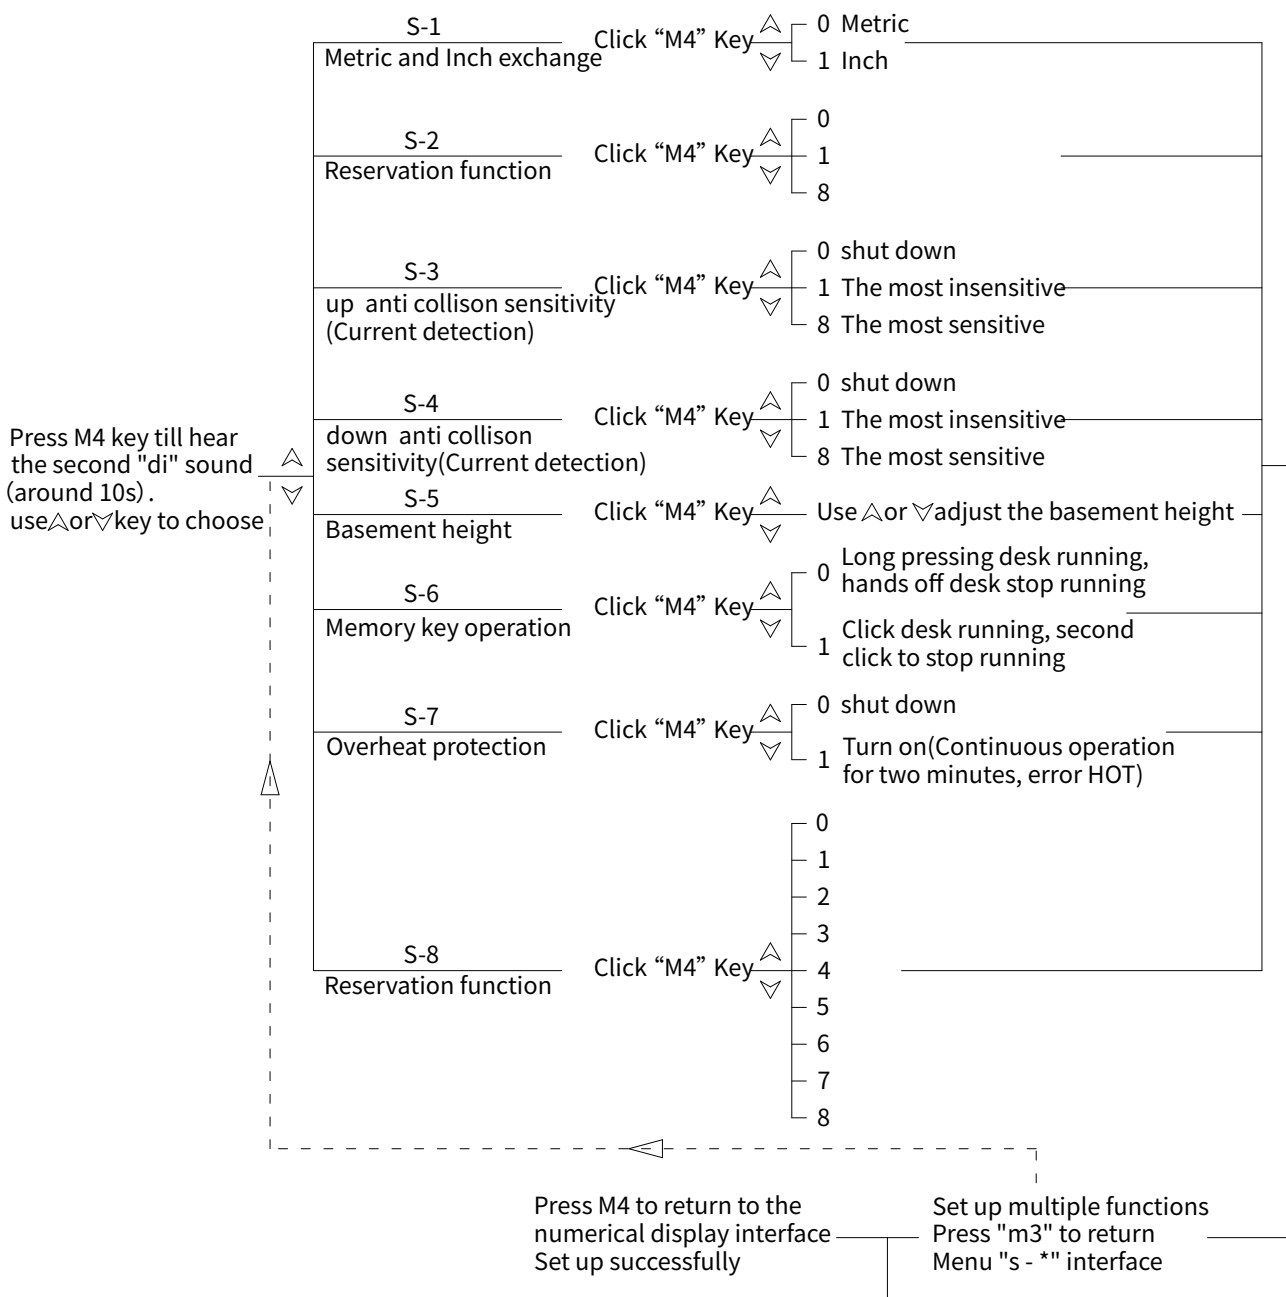 Press M4 key till hear
the second "di" sound
(around 10s).
use or key to choose
S-1
Metric and Inch exchange
Click “M4” Key
0 Metric
1 Inch
S-2
Reservation function
Click “M4” Key
0
1
8
S-3
up anti collison sensitivity
(Current detection)
Click “M4” Key
0 shut down
1 The most insensitive
8 The most sensitive
S-4
down anti collison
sensitivity(Current detection)
Click “M4” Key
0 shut down
1 The most insensitive
8 The most sensitive
S-5
Basement height
Click “M4” Key
Use or adjust the basement height
S-6
Memory key operation
Click “M4” Key
0 Long pressing desk running,
hands off desk stop running
1 Click desk running, second
click to stop running
S-7
Overheat protection
Click “M4” Key
0 shut down
1 Turn on(Continuous operation
for two minutes, error HOT)
S-8
Reservation function
Click “M4” Key
0
1
2
3
4
5
6
7
8
Press M4 to return to the
numerical display interface
Set up successfully
Set up multiple functions
Press "m3" to return
Menu "s - *" interface